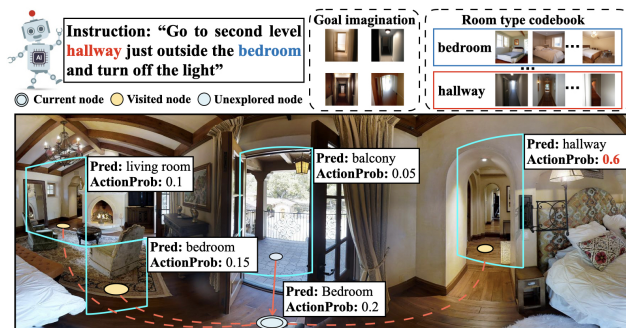 Instruction: “Go to second level
hallway just outside the bedroom
and turn off the light”
Goal imagination
Room type codebook
bedroom
...
...
hallway
...
Current node
Visited node
Unexplored node
AI
Pred: living room
ActionProb: 0.1
Pred: balcony
ActionProb: 0.05
Pred: hallway
ActionProb: 0.6
Pred: bedroom
ActionProb: 0.15
Pred: Bedroom
ActionProb: 0.2